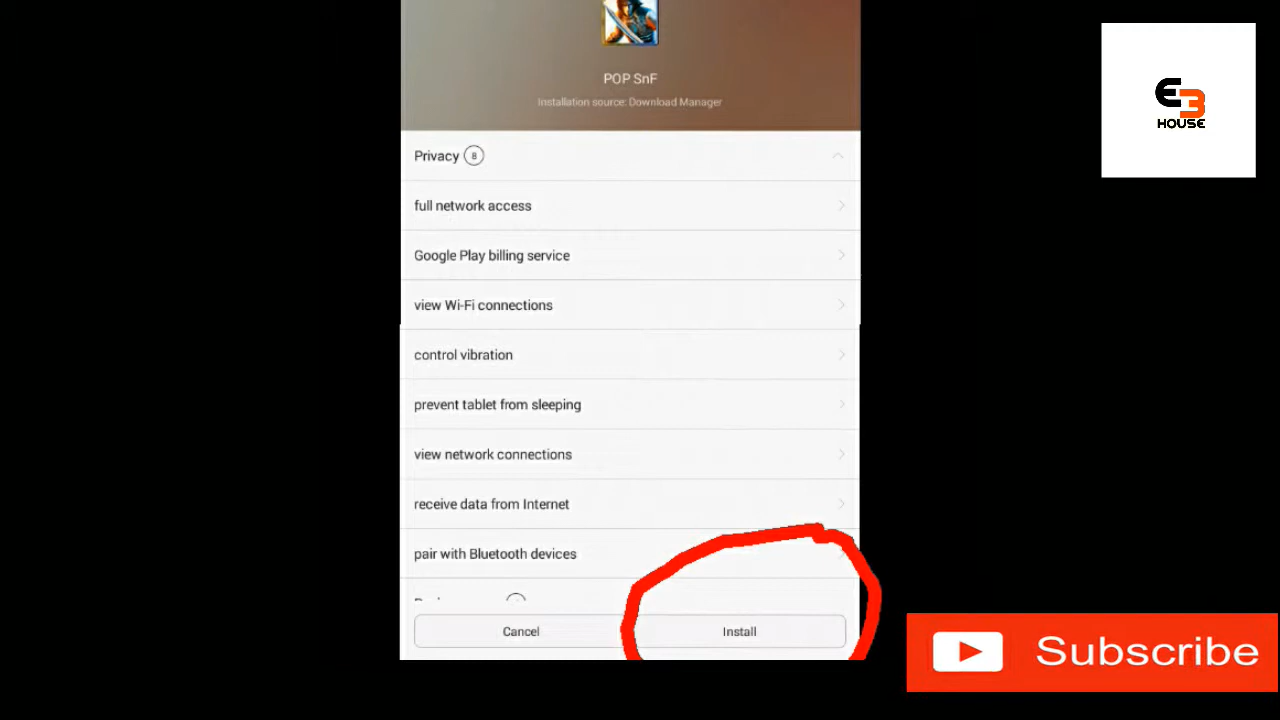 POP SnF
Installation source: Download Manager
Privacy 8
full network access
Google Play billing service
view Wi-Fi connections
control vibration
prevent tablet from sleeping
view network connections
receive data from Internet
pair with Bluetooth devices
Cancel
Install
E3
HOUSE
Subscribe